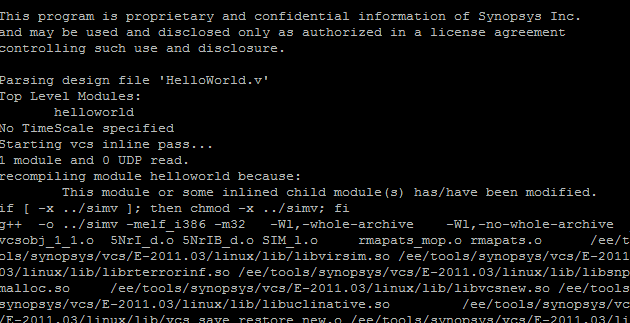 This program is proprietary and confidential information of Synopsys Inc.
and may be used and disclosed only as authorized in a license agreement
controlling such use and disclosure.
Parsing design file 'HelloWorld.v'
Top Level Modules:
helloworld
No TimeScale specified
Starting vcs inline pass...
1 module and 0 UDP read.
recompiling module helloworld because:
This module or some inlined child module(s) has/have been modified.
if [ -x ../simv ]; then chmod -x ../simv; fi
g++ -o ../simv -melf_i386 -m32 -Wl,-whole-archive -Wl,-no-whole-archive
vcsobj_1_1.o 5NrI_d.o 5NrIB_d.o SIM_l.o rmapats_mop.o rmapats.o /ee/t
ols/synopsys/vcs/E-2011.03/linux/lib/libvirsim.so /ee/tools/synopsys/vcs/E-2011
03/linux/lib/librterrorinf.so /ee/tools/synopsys/vcs/E-2011.03/linux/lib/libsnp
malloc.so /ee/tools/synopsys/vcs/E-2011.03/linux/lib/libvcsnew.so /ee/tools
synopsys/vcs/E-2011.03/linux/lib/libuclinative.so /ee/tools/synopsys/vc
/E-2011.03/linux/lib/vcs_save_restore_new.o /ee/tools/synopsys/vcs/E-2011.03